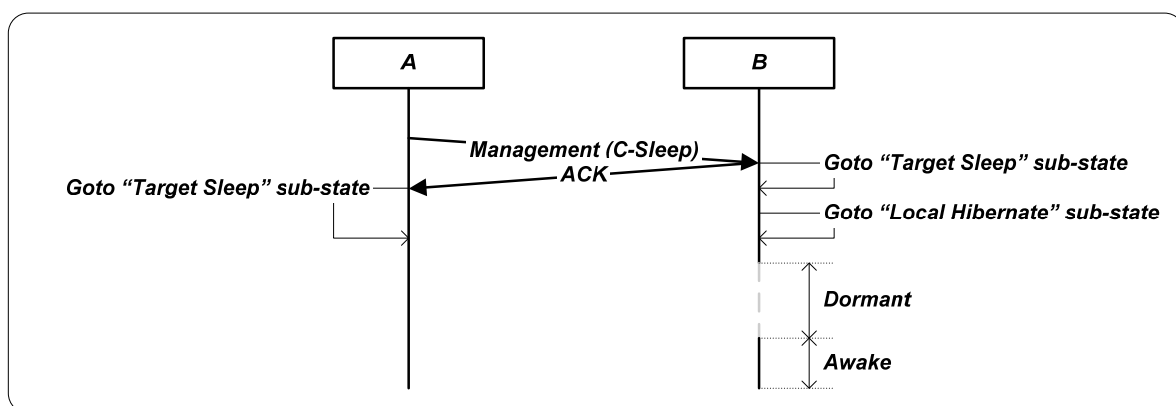 A
B
Management (C-Sleep)
ACK
Goto “Target Sleep” sub-state
Goto “Target Sleep” sub-state
Goto “Local Hibernate” sub-state
Dormant
Awake